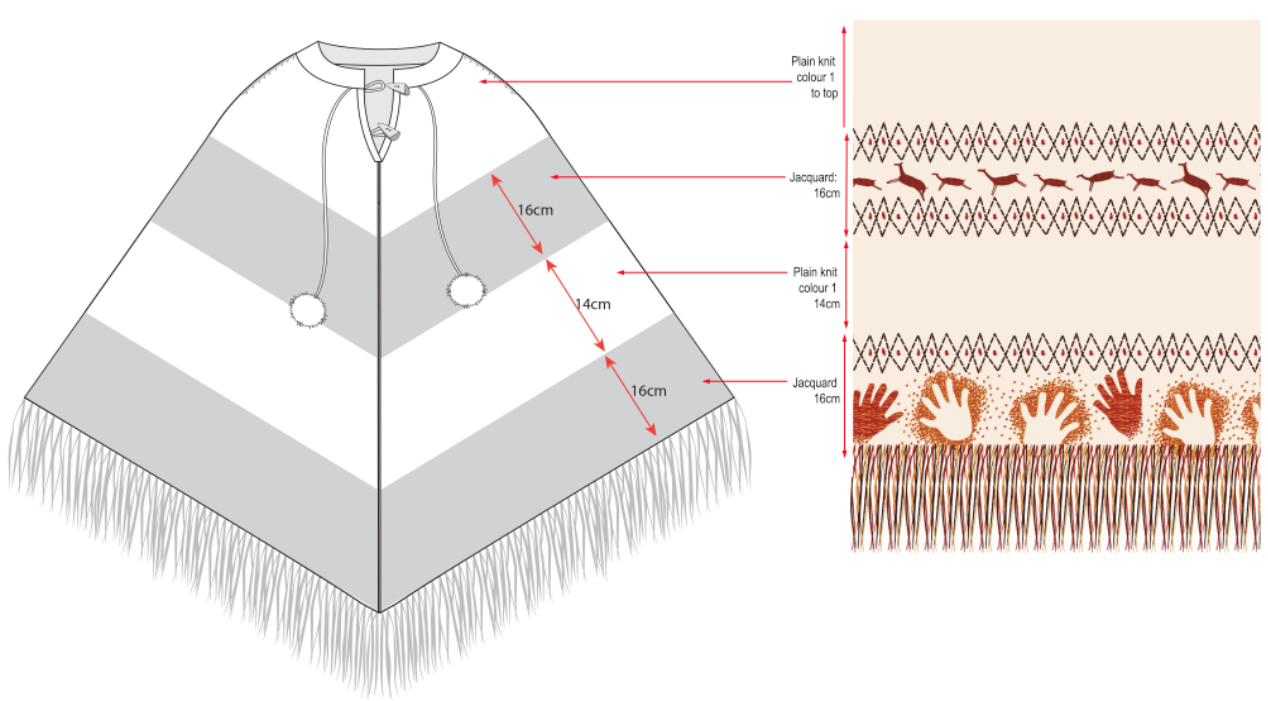 Plain knit
colour 1
to top
Jacquard:
16cm
16cm
14cm
Plain knit
colour 1
14cm
Jacquard
16cm
16cm